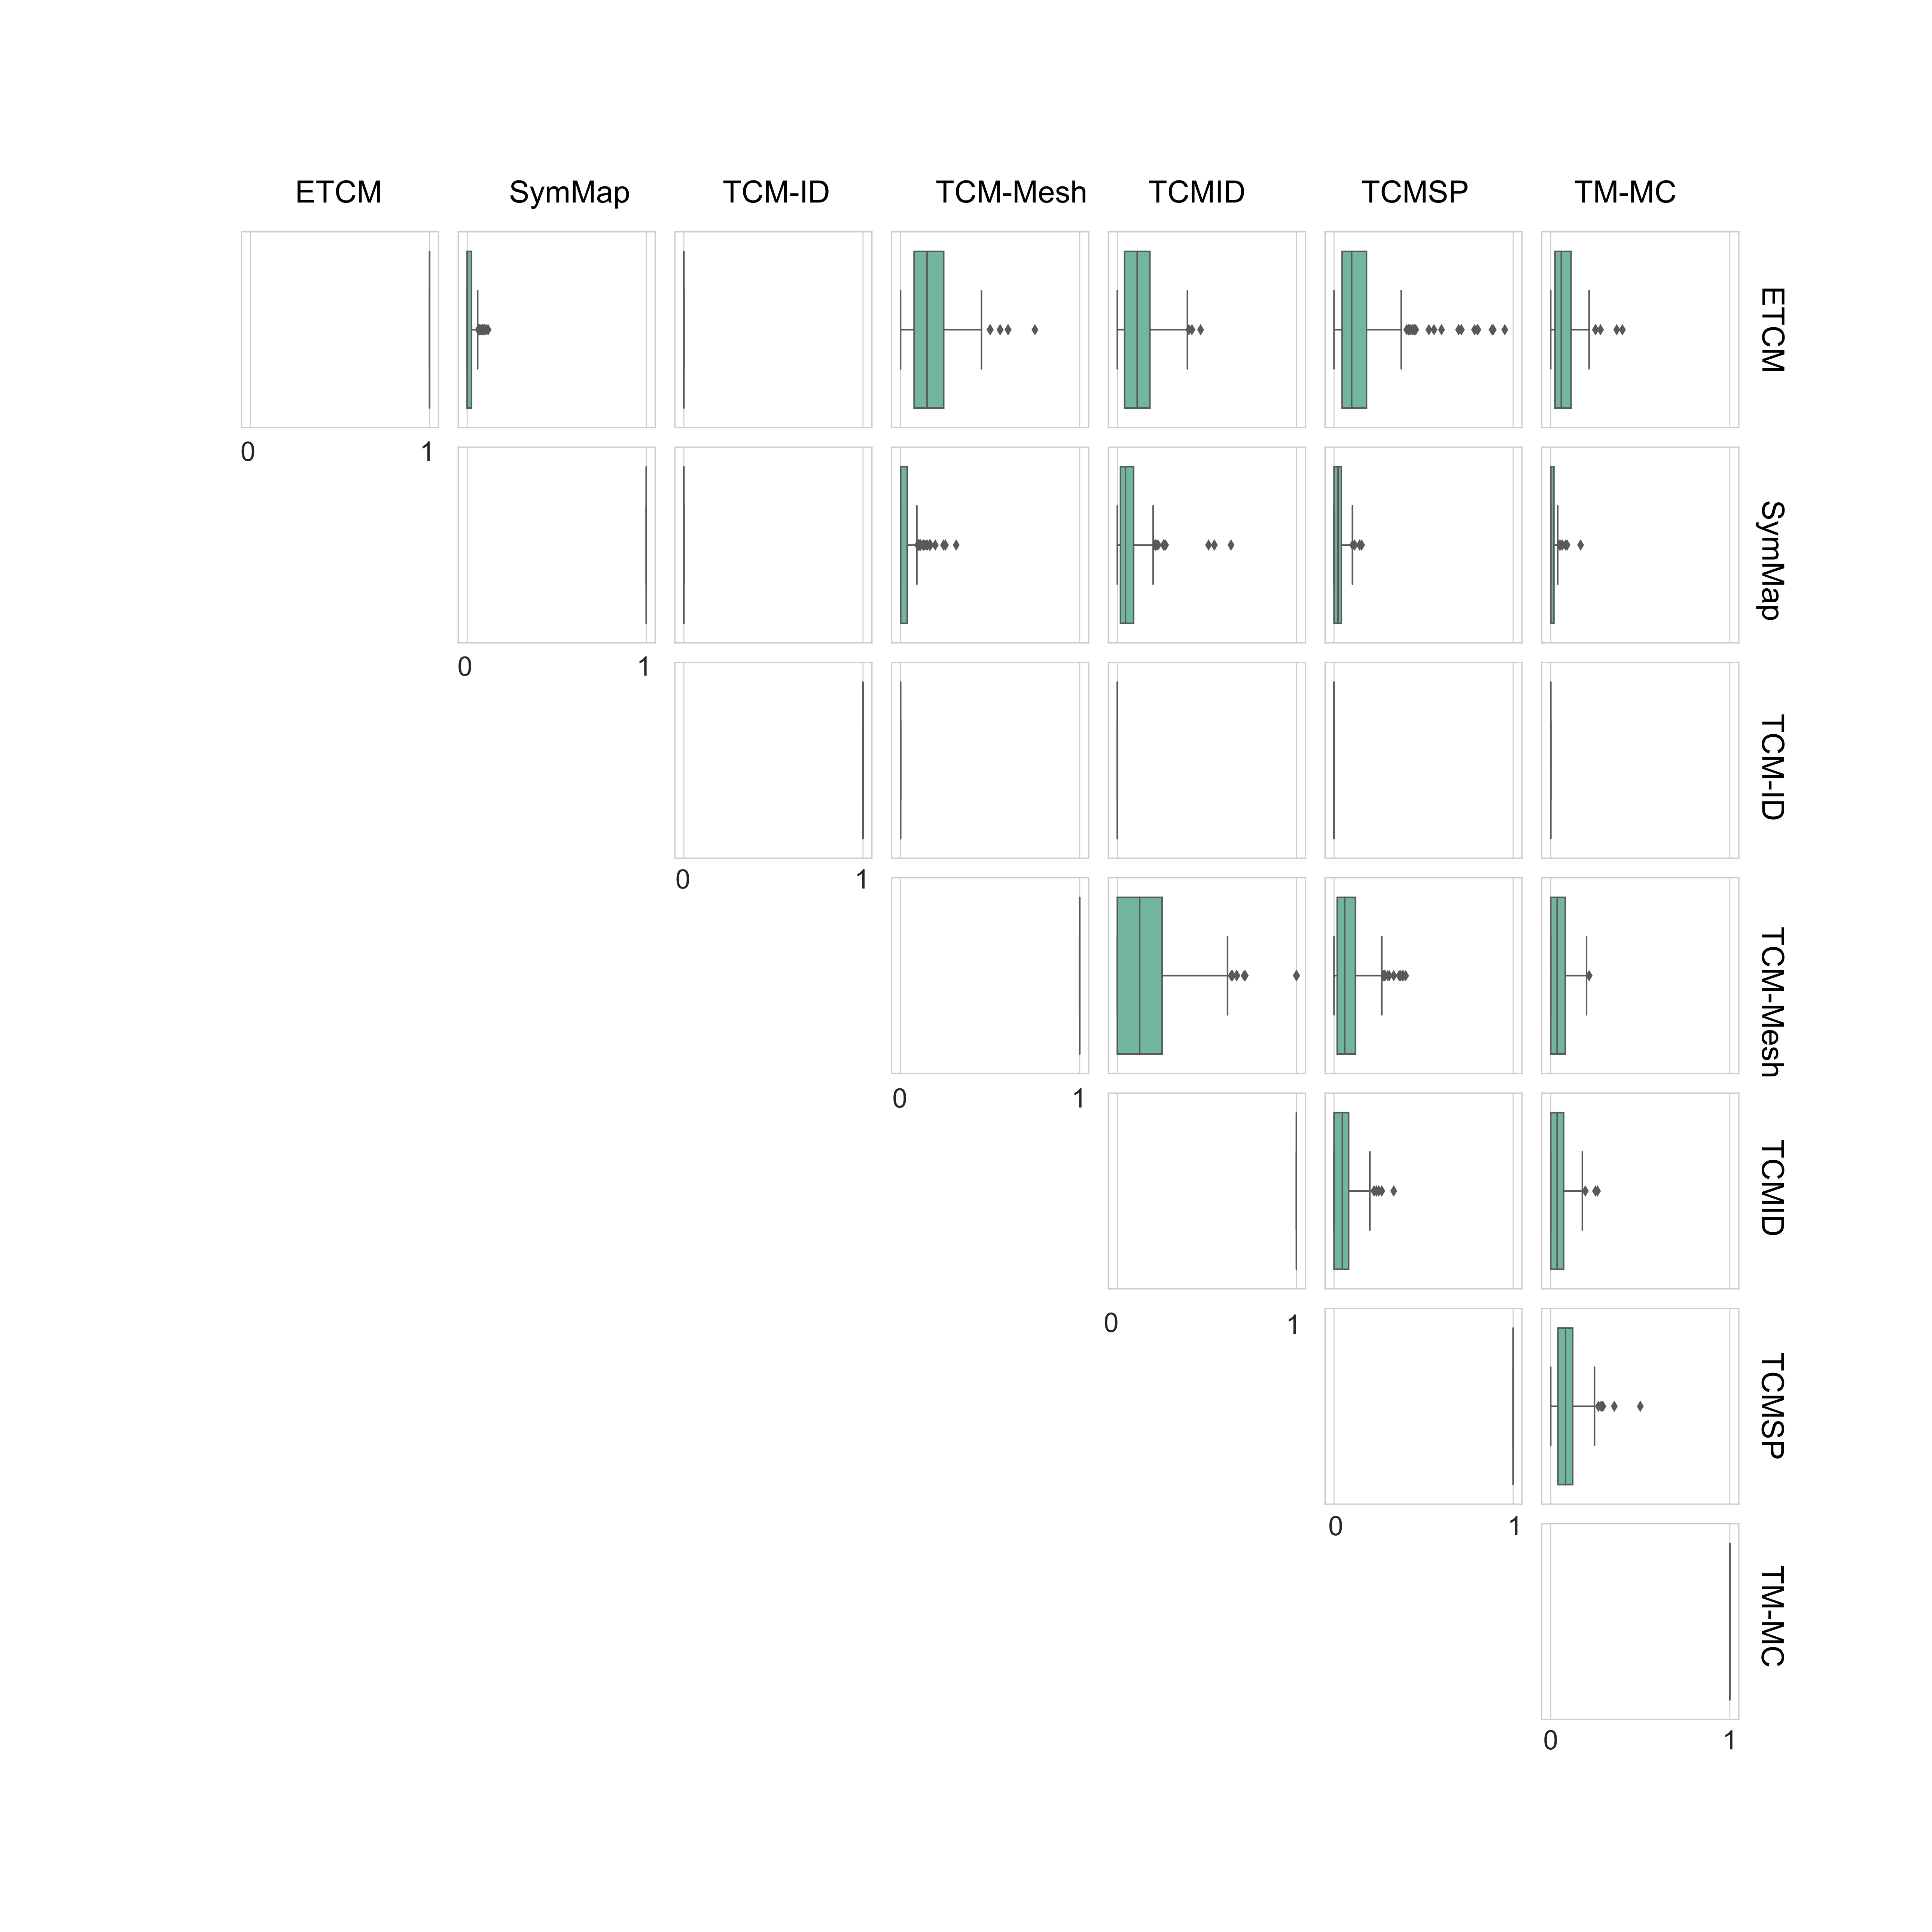 ETCM SymMap TCM-ID TCM-Mesh TCMID TCMSP TM-MC
ETCM
0 1
SymMap
0 1
TCM-ID
0 1
TCM-Mesh
0 1
TCMID
0 1
TCMSP
0 1
TM-MC
0 1